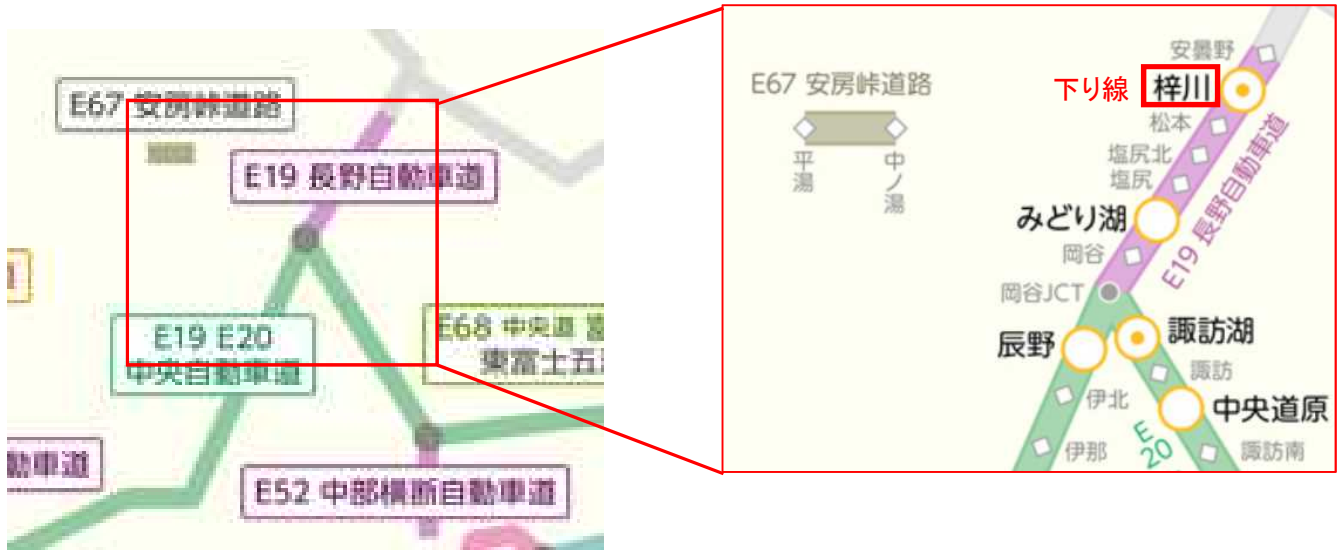 E67 安房峠道路
E19 長野自動車道
E19 E20
中央自動車道
E68 中央道
東富士五
動車道
E52 中部横断自動車道
安曇野
下り線
梓川
E67 安房峠道路
松本
平湯
中ノ湯
塩尻北
塩尻
みどり湖
E19 長野自動車道
岡谷
岡谷JCT
辰野
諏訪湖
諏訪
伊北
中央道原
E20
伊那
諏訪南